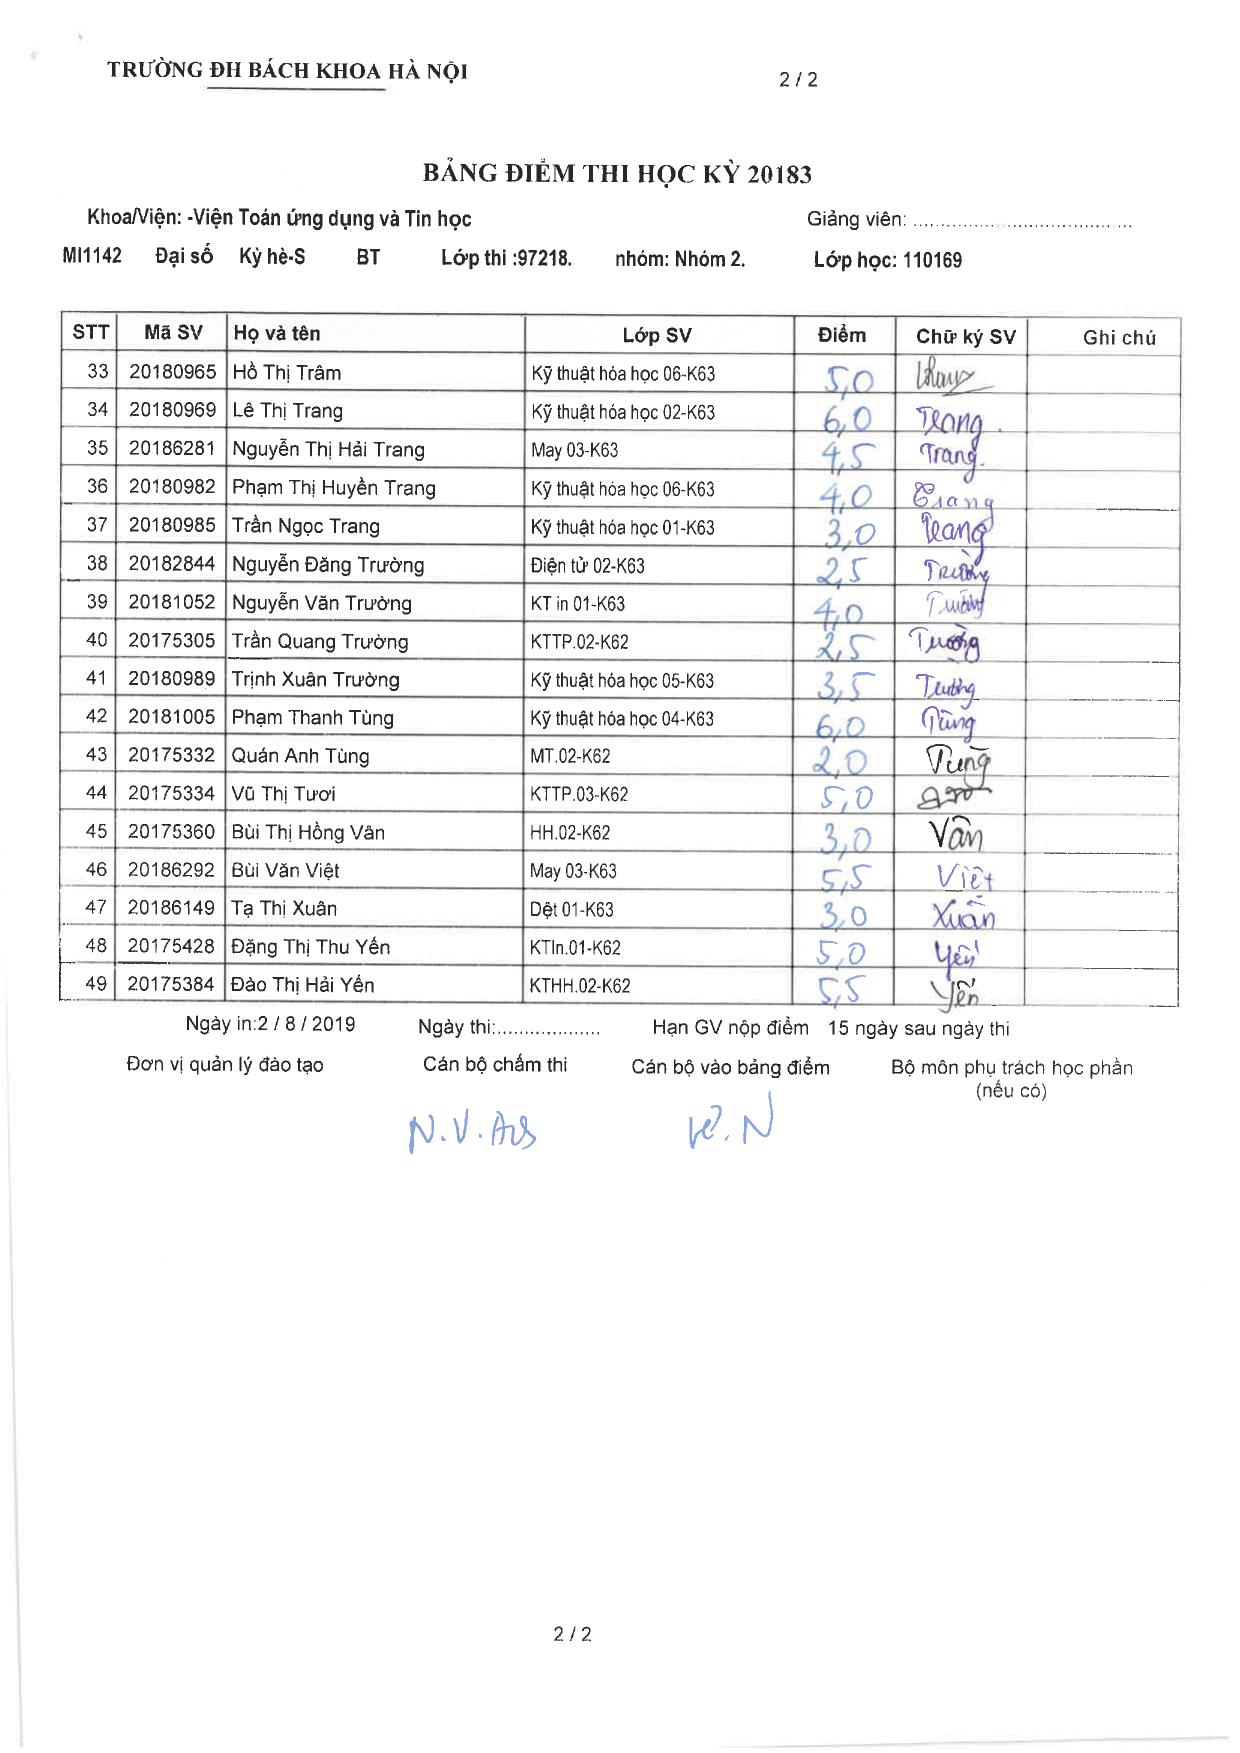 TRƯỜNG ĐH BÁCH KHOA HÀ NỘI
2 / 2
BẢNG ĐIỂM THI HỌC KỲ 20183
Khoa/Viện: -Viện Toán ứng dụng và Tin học Giảng viên: ........................................
MI1142 Đại số Kỳ hè-S BT Lớp thi :97218. nhóm: Nhóm 2. Lớp học: 110169
STT Mã SV Họ và tên Lớp SV Điểm Chữ ký SV Ghi chú
33 20180965 Hồ Thị Trâm Kỹ thuật hóa học 06-K63 5,0
34 20180969 Lê Thị Trang Kỹ thuật hóa học 02-K63 6,0 Trang
35 20186281 Nguyễn Thị Hải Trang May 03-K63 4,5 Trang
36 20180982 Phạm Thị Huyền Trang Kỹ thuật hóa học 06-K63 4,0 Trang
37 20180985 Trần Ngọc Trang Kỹ thuật hóa học 01-K63 3,0 Trang
38 20182844 Nguyễn Đăng Trường Điện tử 02-K63 2,5 Trường
39 20181052 Nguyễn Văn Trường KT in 01-K63 4,0 Trường
40 20175305 Trần Quang Trường KTTP.02-K62 2,5 Trường
41 20180989 Trịnh Xuân Trường Kỹ thuật hóa học 05-K63 3,5 Trường
42 20181005 Phạm Thanh Tùng Kỹ thuật hóa học 04-K63 6,0 Tùng
43 20175332 Quán Anh Tùng MT.02-K62 2,0 Tùng
44 20175334 Vũ Thị Tươi KTTP.03-K62 5,0
45 20175360 Bùi Thị Hồng Vân HH.02-K62 3,0 Vân
46 20186292 Bùi Văn Việt May 03-K63 5,5 Việt
47 20186149 Tạ Thị Xuân Dệt 01-K63 3,0 Xuân
48 20175428 Đặng Thị Thu Yến KTIn.01-K62 5,0 Yến
49 20175384 Đào Thị Hải Yến KTHH.02-K62 5,5 Yến
Ngày in:2 / 8 / 2019 Ngày thi:................... Hạn GV nộp điểm 15 ngày sau ngày thi
Đơn vị quản lý đào tạo Cán bộ chấm thi Cán bộ vào bảng điểm Bộ môn phụ trách học phần
(nếu có)
2 / 2